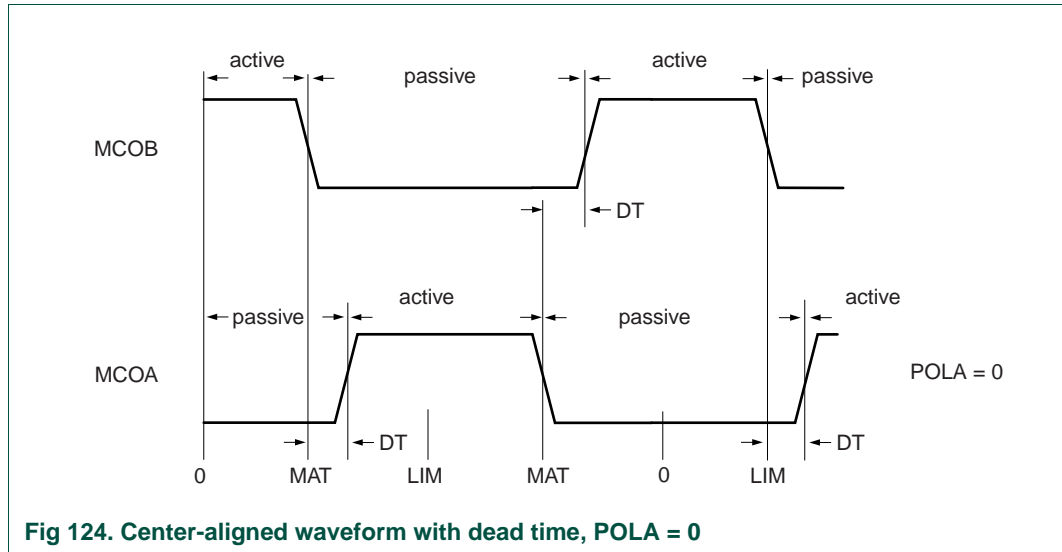 active
passive
active
passive
MCOB
DT
active
active
passive
passive
MCOA
POLA = 0
DT
DT
0
MAT
LIM
MAT
0
LIM
Fig 124. Center-aligned waveform with dead time, POLA = 0